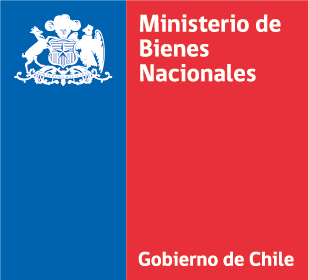 Ministerio de
Bienes
Nacionales
Gobierno de Chile